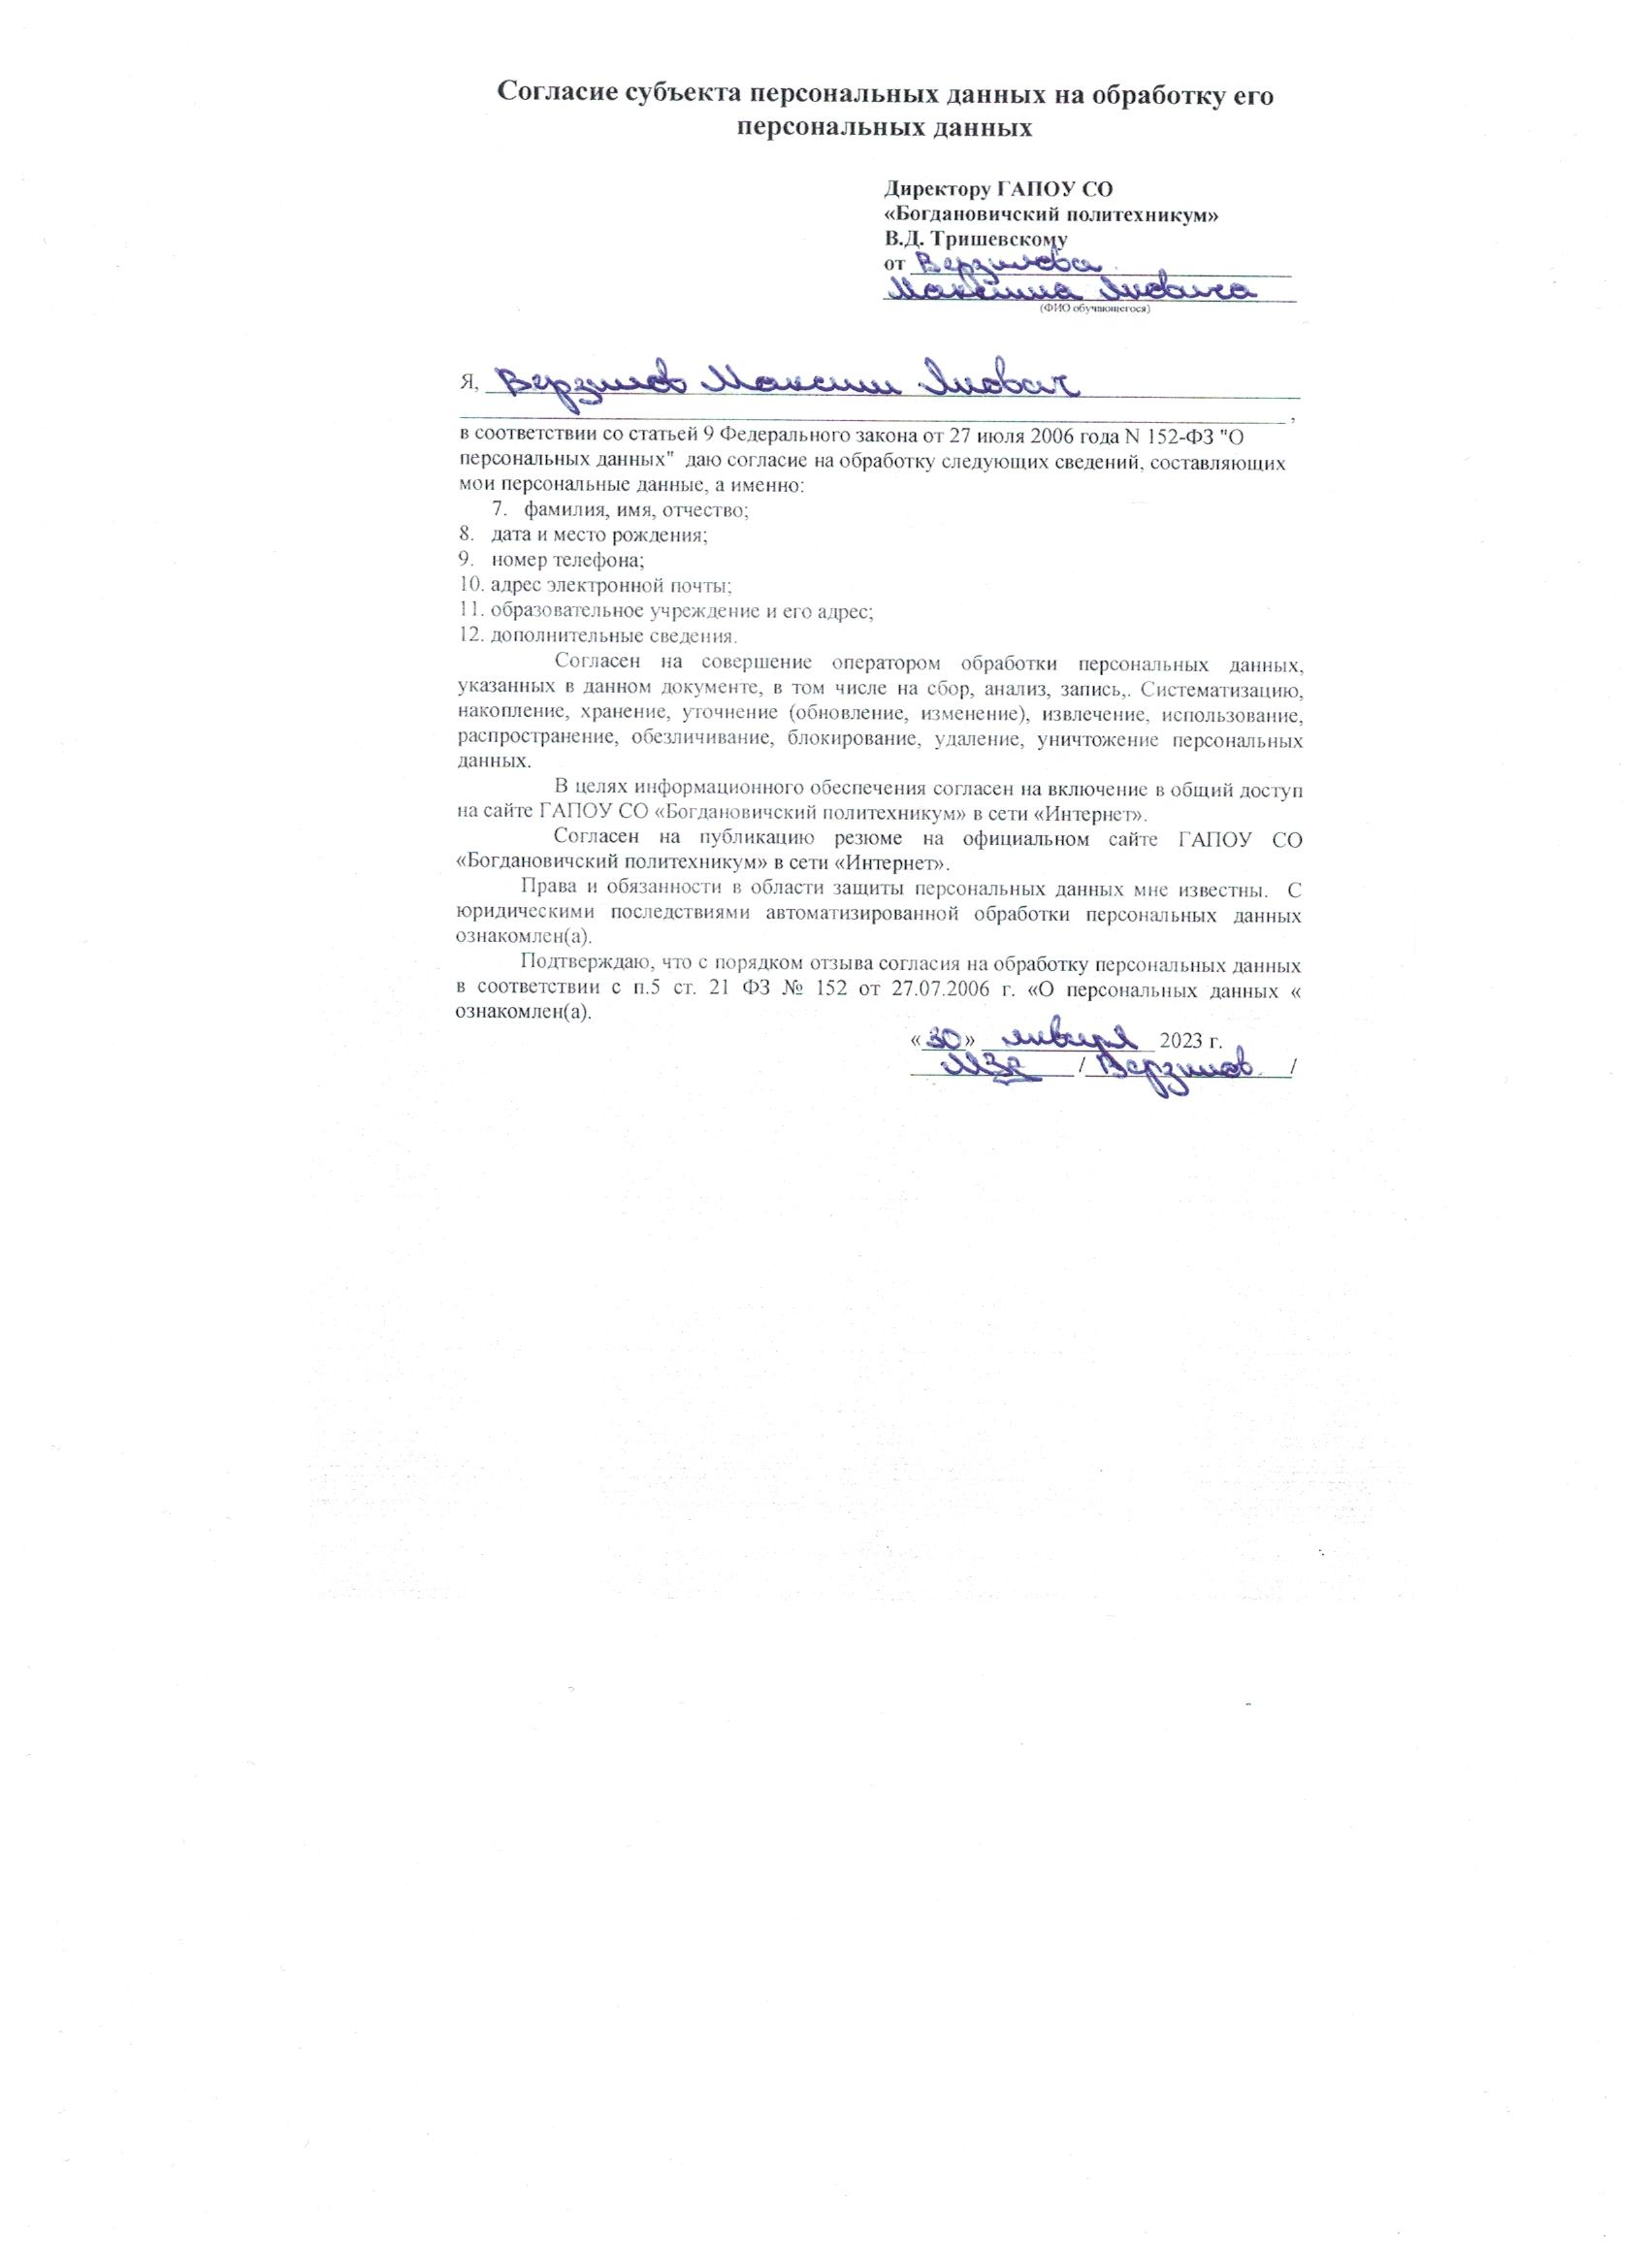 Согласие субъекта персональных данных на обработку его
персональных данных
Директору ГАПОУ СО
«Богдановичский политехникум»
В.Д. Тришевскому
от Верзилова
Максима Яковича
(ФИО обучающегося)
Я, Верзилов Максим Якович
,
в соответствии со статьей 9 Федерального закона от 27 июля 2006 года N 152-ФЗ "О
персональных данных" даю согласие на обработку следующих сведений, составляющих
мои персональные данные, а именно:
7. фамилия, имя, отчество;
8. дата и место рождения;
9. номер телефона;
10. адрес электронной почты;
11. образовательное учреждение и его адрес;
12. дополнительные сведения.
Согласен на совершение оператором обработки персональных данных,
указанных в данном документе, в том числе на сбор, анализ, запись,. Систематизацию,
накопление, хранение, уточнение (обновление, изменение), извлечение, использование,
распространение, обезличивание, блокирование, удаление, уничтожение персональных
данных.
В целях информационного обеспечения согласен на включение в общий доступ
на сайте ГАПОУ СО «Богдановичский политехникум» в сети «Интернет».
Согласен на публикацию резюме на официальном сайте ГАПОУ СО
«Богдановичский политехникум» в сети «Интернет».
Права и обязанности в области защиты персональных данных мне известны. С
юридическими последствиями автоматизированной обработки персональных данных
ознакомлен(а).
Подтверждаю, что с порядком отзыва согласия на обработку персональных данных
в соответствии с п.5 ст. 21 ФЗ № 152 от 27.07.2006 г. «О персональных данных «
ознакомлен(а).
«30» января 2023 г.
/ Верзилов /